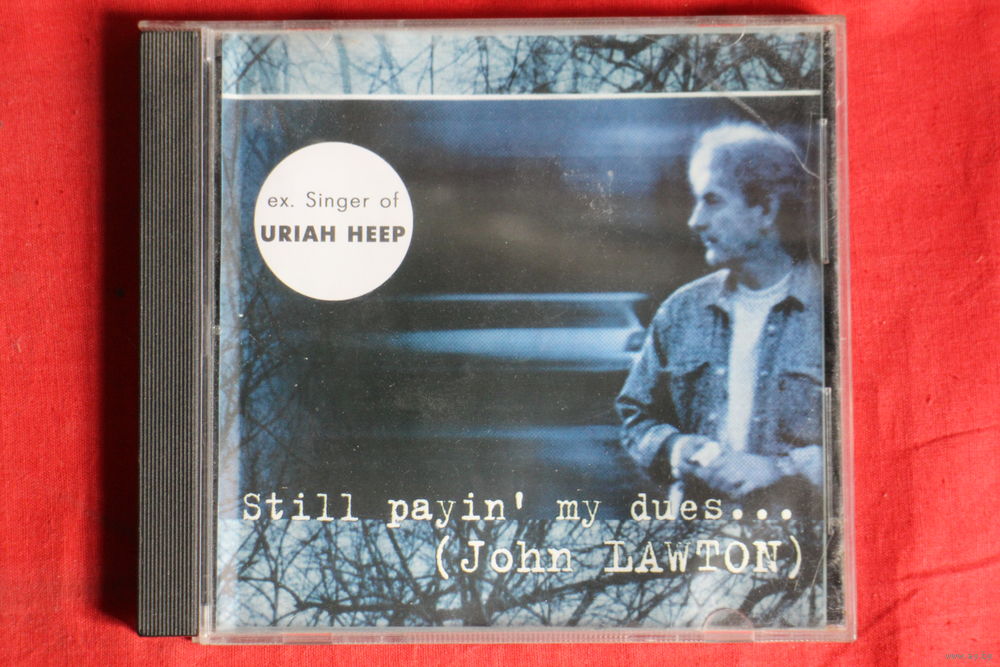 ex. Singer of
URIAH HEEP
Still payin' my dues...
(John LAWTON)